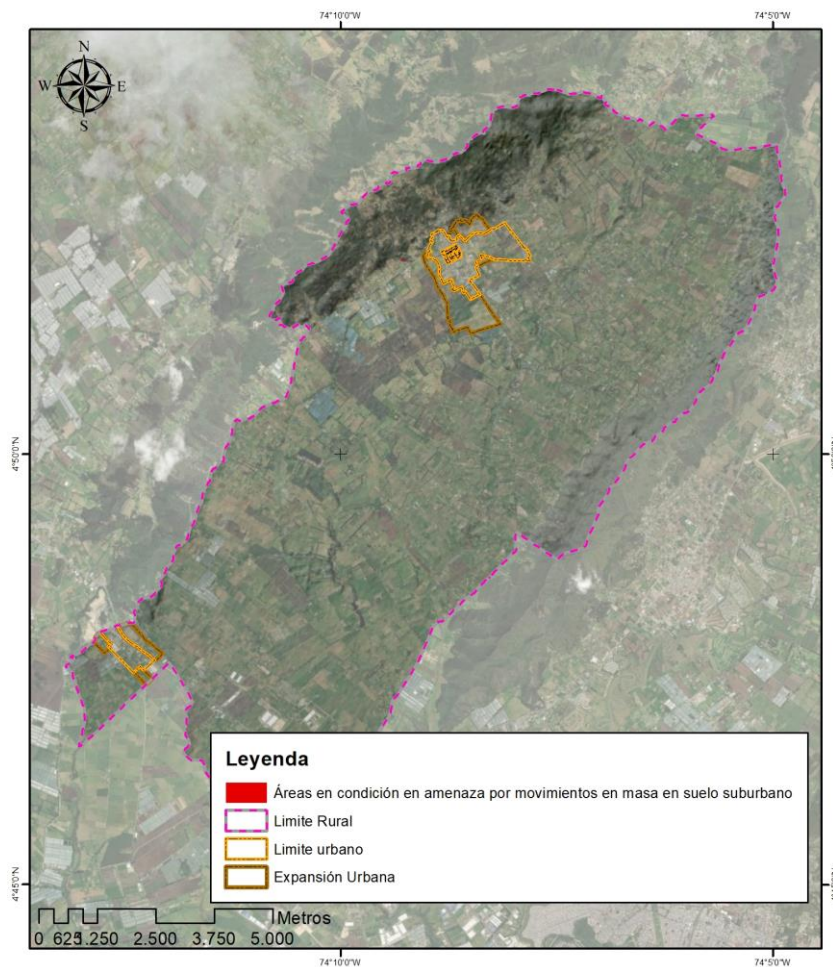 74°10'0"W 74°5'0"W
N
W E
S
4°50'0"N
Leyenda
Áreas en condición en amenaza por movimientos en masa en suelo suburbano
Limite Rural
Limite urbano
Expansión Urbana
4°45'0"N
Metros
0 625 1.250 2.500 3.750 5.000
74°10'0"W 74°5'0"W